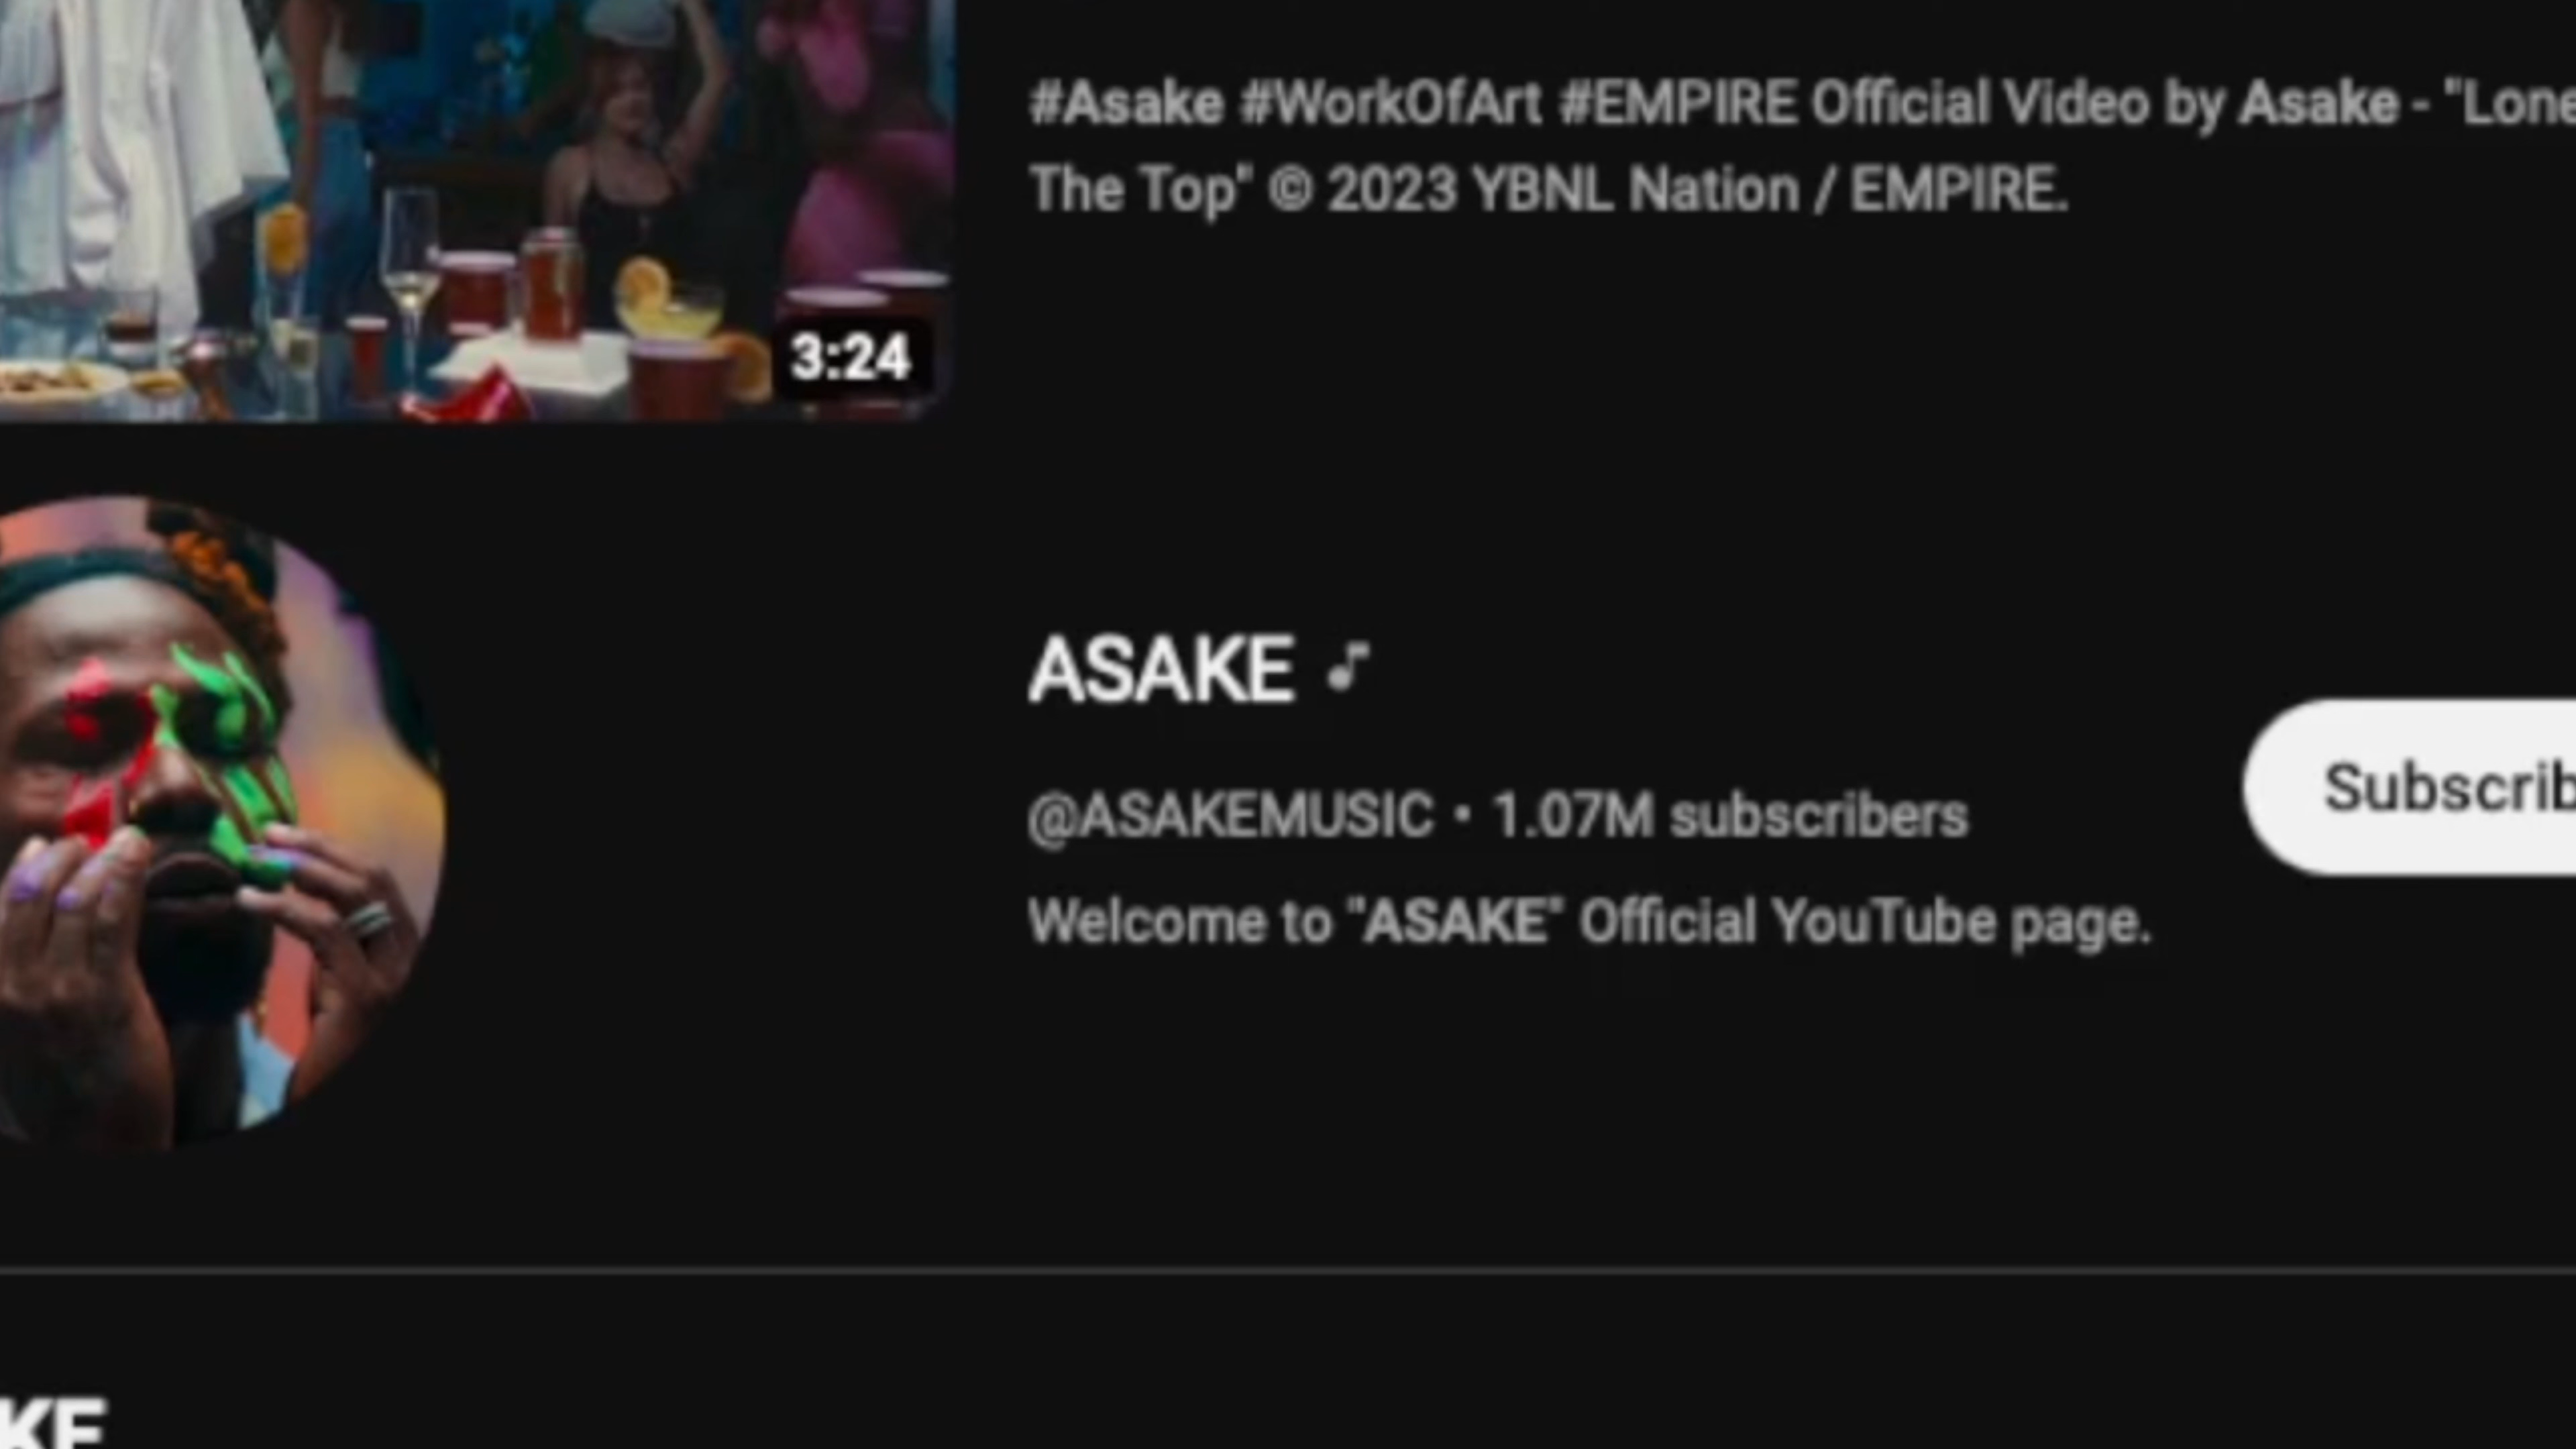 #Asake #WorkOfArt #EMPIRE Official Video by Asake - "Lone
The Top" © 2023 YBNL Nation / EMPIRE.
3:24
ASAKE
@ASAKEMUSIC • 1.07M subscribers
Subscrib
Welcome to "ASAKE" Official YouTube page.
KE